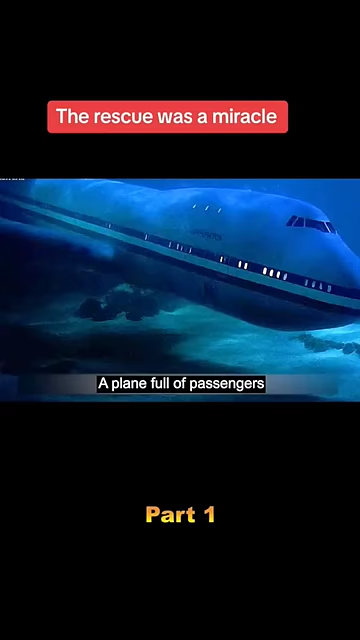 The rescue was a miracle
A plane full of passengers
Part 1